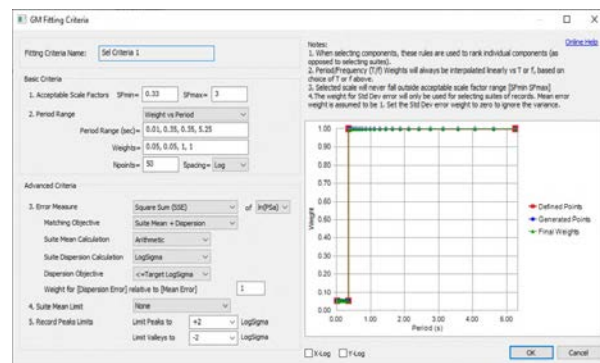 GM Fitting Criteria
Fitting Criteria Name: Sel Criteria 1
Basic Criteria
1. Acceptable Scale Factors SFmin= 0.33 SFmax= 3
2. Period Range Weight vs Period
Period Range (sec)= 0.01, 0.35, 0.35, 5.25
Weights= 0.05, 0.05, 1, 1
Npoints= 50 Spacing= Log
Advanced Criteria
3. Error Measure Square Sum (SSE) of ln(PSa)
Matching Objective Suite Mean + Dispersion
Suite Mean Calculation Arithmetic
Suite Dispersion Calculation LogSigma
Dispersion Objective <=Target LogSigma
Weight for [Dispersion Error] relative to [Mean Error] 1
4. Suite Mean Limit None
5. Record Peaks Limits Limit Peaks to +2 LogSigma
Limit Valleys to -2 LogSigma
Online Help
Notes:
1. When selecting components, these rules are used to rank individual components (as
opposed to selecting suites).
2. Period/Frequency (T/f) Weights will always be interpolated linearly vs T or f, based on
choice of T or f above.
3. Selected scale will never fall outside acceptable scale factor range [SFmin SFmax]
4. The weight for Std Dev error will only be used for selecting suites of records. Mean error
weight is assumed to be 1. Set the Std Dev error weight to zero to ignore the variance.
1.00
0.90
0.80
0.70
0.60
0.50
0.40
0.30
0.20
0.10
0.00
Weight
0.00 1.00 2.00 3.00 4.00 5.00 6.00
Period (s)
Defined Points
Generated Points
Final Weights
X-Log Y-Log
OK Cancel